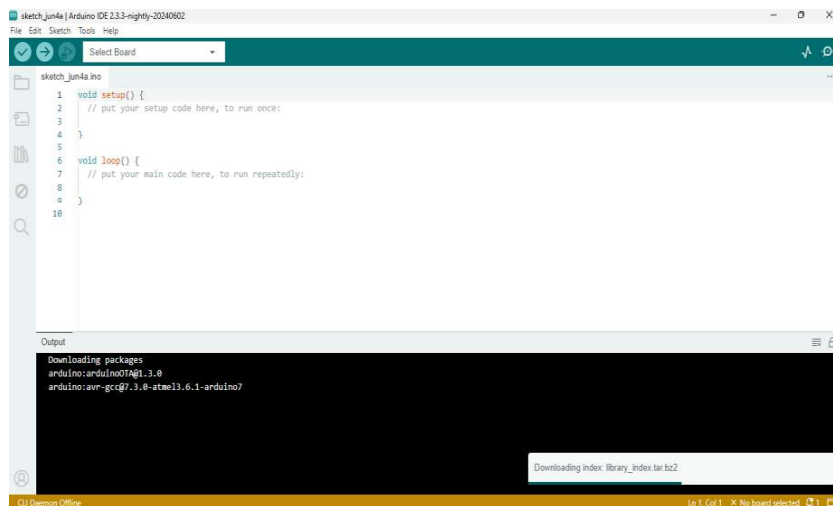 sketch_jun4a | Arduino IDE 2.3.3-nightly-20240602
File Edit Sketch Tools Help
Select Board
sketch_jun4a.ino
1 void setup() {
2 // put your setup code here, to run once:
3
4 }
5
6 void loop() {
7 // put your main code here, to run repeatedly:
8
9 }
10
Output
Downloading packages
arduino:arduinoOTA@1.3.0
arduino:avr-gcc@7.3.0-atmel3.6.1-arduino7
Downloading index: library_index.tar.bz2
CLI Daemon Offline
Ln 1, Col 1 × No board selected 1